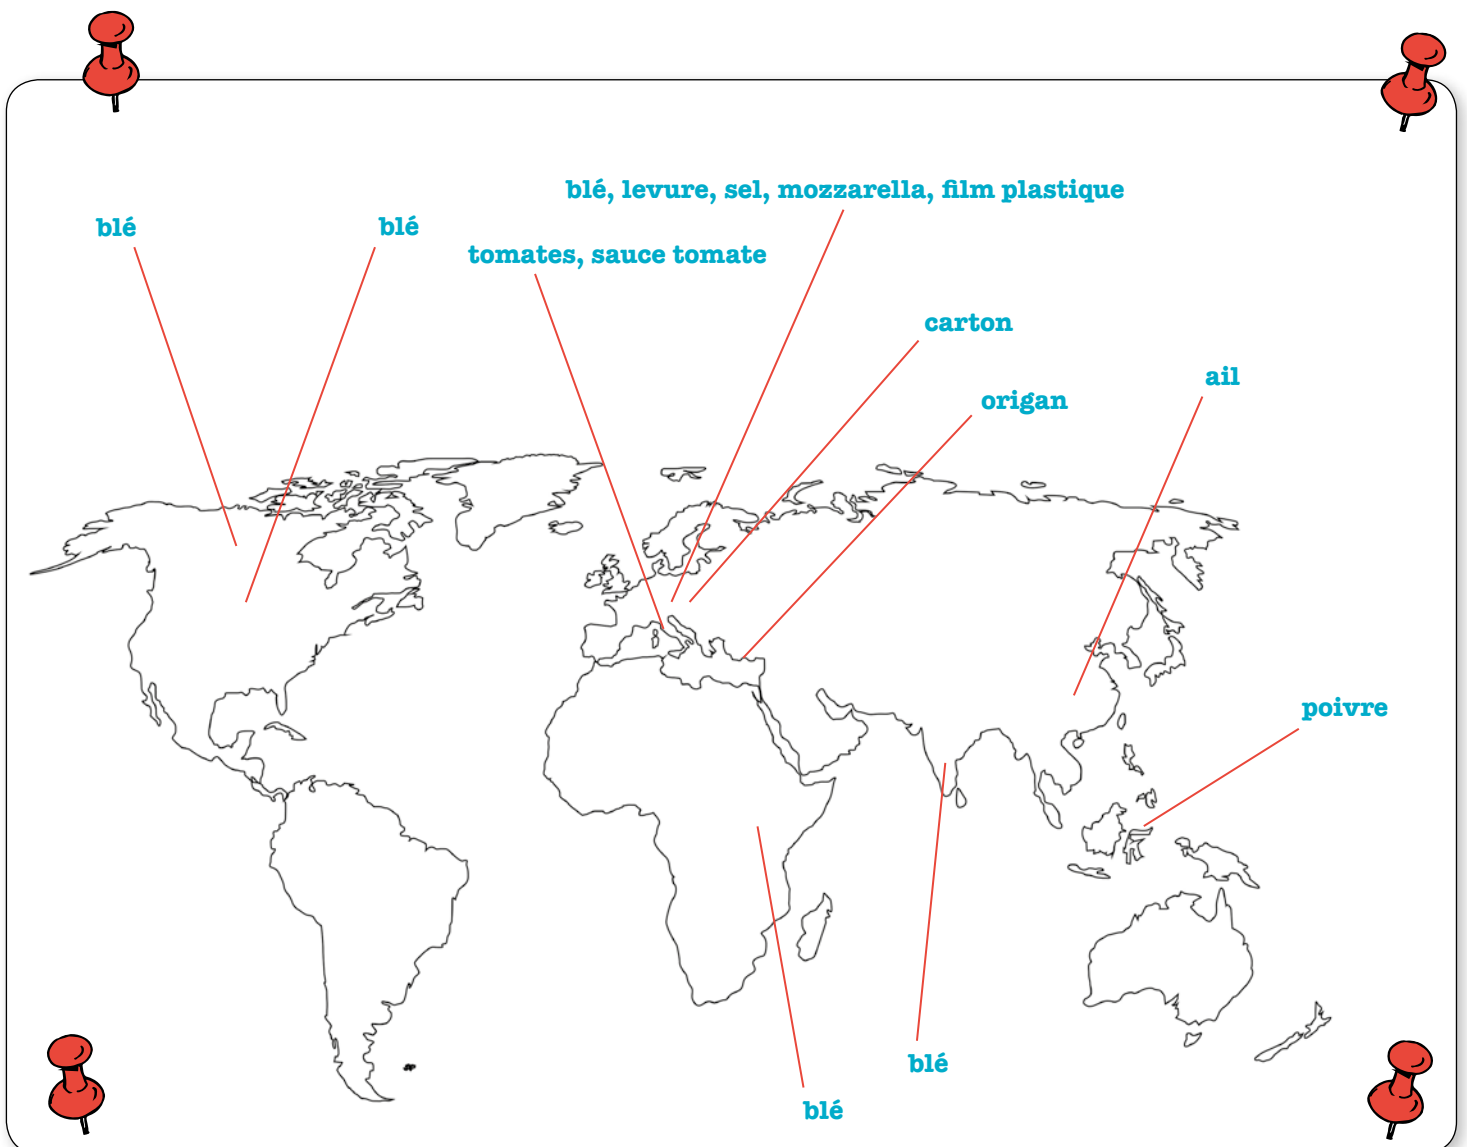 blé, levure, sel, mozzarella, film plastique
blé
blé
tomates, sauce tomate
carton
ail
origan
poivre
blé
blé